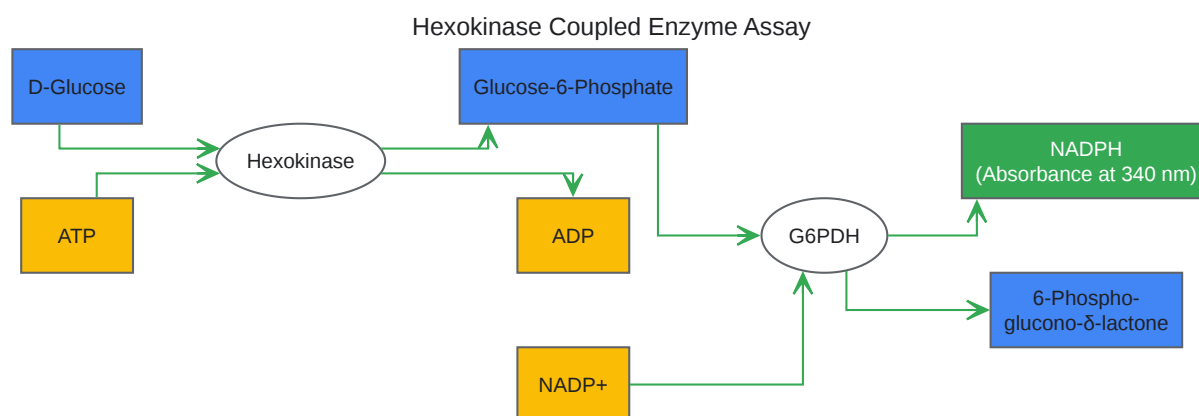 Hexokinase Coupled Enzyme Assay
D-Glucose
Glucose-6-Phosphate
Hexokinase
NADPH
(Absorbance at 340 nm)
ATP
ADP
G6PDH
6-Phospho-
glucono-δ-lactone
NADP+